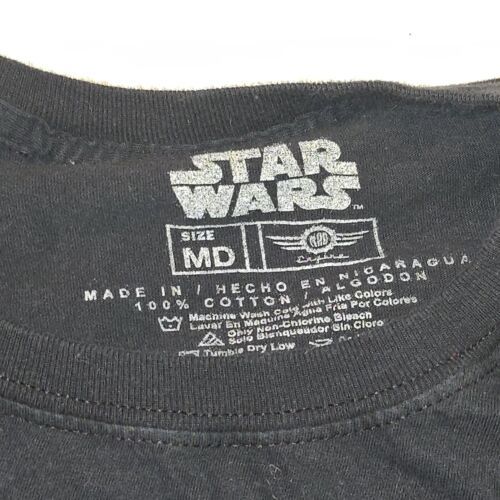 STAR
WARS™
SIZE
MD
MADE IN / HECHO EN NICARAGUA
100% COTTON / ALGODON
Machine Wash Cold with Like Colors
Lavar En Maquina Agua Fria Por Colores
Only Non-Chlorine Bleach
Solo Blanqueador Sin Cloro
Tumble Dry Low